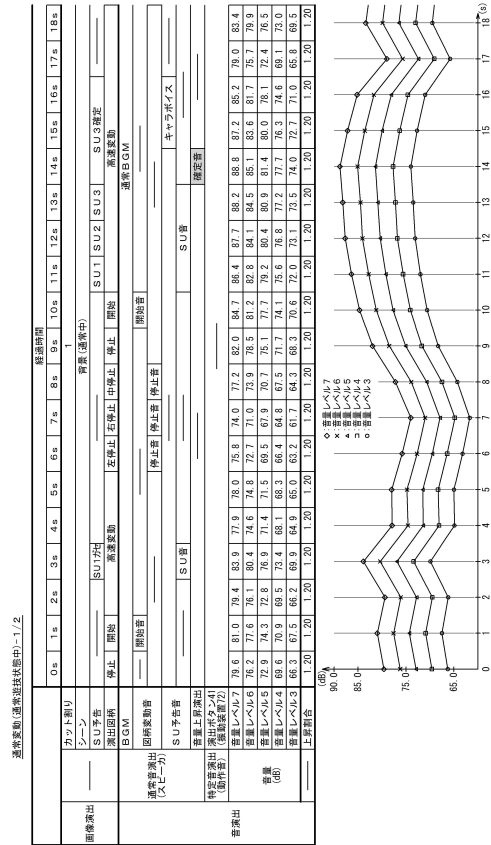 通常変動(通常遊技状態中)-1/2
経過時間
0s 1s 2s 3s 4s 5s 6s 7s 8s 9s 10s 11s 12s 13s 14s 15s 16s 17s 18s
画像演出 ―― カット割り 1
シーン 背景(通常中)
SU予告 ―― SU1ガセ ―― SU1 SU2 SU3 SU3確定 ――
演出図柄 停止 開始 高速変動 左停止 右停止 中停止 停止 開始 高速変動
音演出 通常音演出(スピーカ) BGM 通常BGM
図柄変動音 ―― 開始音 ―― 停止音 停止音 停止音 ―― 開始音 ――
SU予告音 ―― SU音 ―― SU音 キャラボイス ――
音量上昇演出 ―― 確定音 ――
特定音演出(動作音) 演出ボタン41(振動装置72) ――
音量(dB) 音量レベル7 79.6 81.0 79.4 83.9 77.9 78.0 75.8 74.0 77.2 82.0 84.7 86.4 87.7 88.2 88.8 87.2 85.2 79.0 83.4
音量レベル6 76.2 77.6 76.1 80.4 74.6 74.8 72.7 71.0 73.9 78.5 81.2 82.8 84.1 84.5 85.1 83.6 81.7 75.7 79.9
音量レベル5 72.9 74.3 72.8 76.9 71.4 71.5 69.5 67.9 70.7 75.1 77.7 79.2 80.4 80.9 81.4 80.0 78.1 72.4 76.5
音量レベル4 69.6 70.9 69.5 73.4 68.1 68.3 66.4 64.8 67.5 71.7 74.1 75.6 76.8 77.2 77.7 76.3 74.6 69.1 73.0
音量レベル3 66.3 67.5 66.2 69.9 64.9 65.0 63.2 61.7 64.3 68.3 70.6 72.0 73.1 73.5 74.0 72.7 71.0 65.8 69.5
―― 上昇割合 1.20 1.20 1.20 1.20 1.20 1.20 1.20 1.20 1.20 1.20 1.20 1.20 1.20 1.20 1.20 1.20 1.20 1.20 1.20
(dB)
90.0
75.0
65.0
◇:音量レベル7
×:音量レベル6
▲:音量レベル5
□:音量レベル4
○:音量レベル3
0 1 2 3 4 5 6 7 8 9 10 11 12 13 14 15 16 17 18 (s)